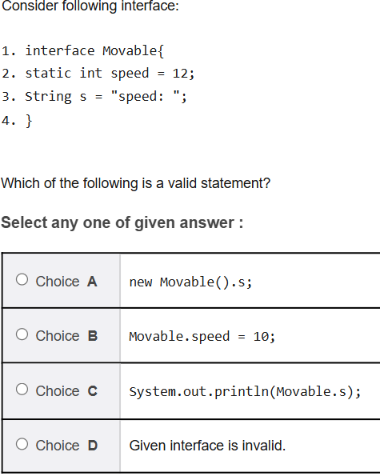 Consider following interface:
1. interface Movable{
2. static int speed = 12;
3. String s = "speed: ";
4. }
Which of the following is a valid statement?
Select any one of given answer :
Choice A new Movable().s;
Choice B Movable.speed = 10;
Choice C System.out.println(Movable.s);
Choice D Given interface is invalid.